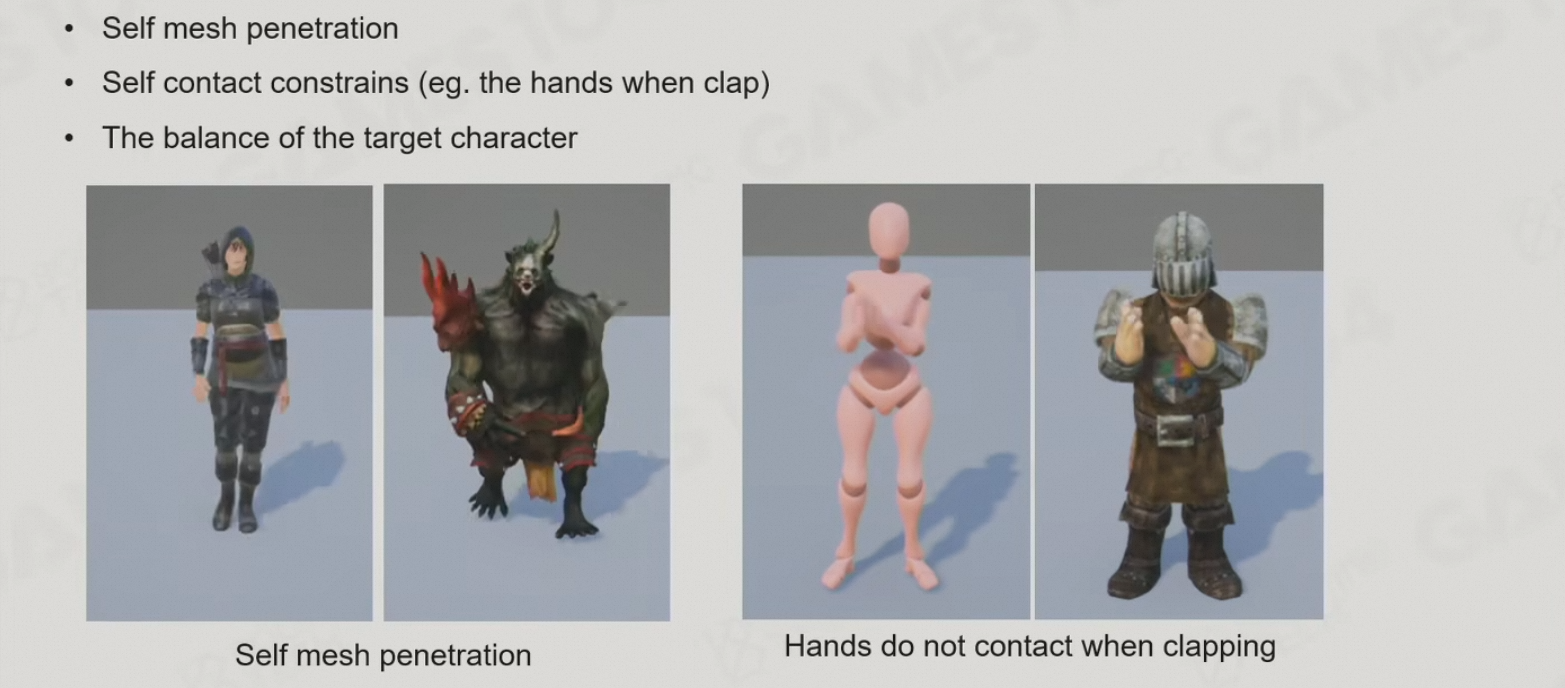 • Self mesh penetration
• Self contact constrains (eg. the hands when clap)
• The balance of the target character
Self mesh penetration
Hands do not contact when clapping